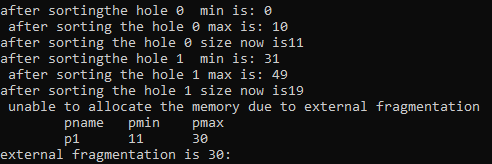 after sortingthe hole 0  min is: 0
 after sorting the hole 0 max is: 10
after sorting the hole 0 size now is11
after sortingthe hole 1  min is: 31
 after sorting the hole 1 max is: 49
after sorting the hole 1 size now is19
 unable to allocate the memory due to external fragmentation
        pname   pmin    pmax
        p1      11      30
external fragmentation is 30: